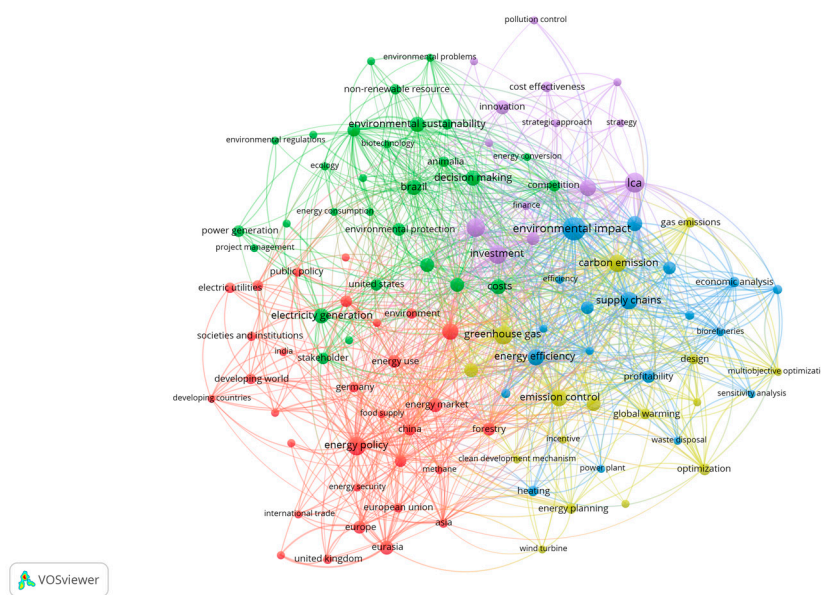 pollution control
environmental problems
cost effectiveness
non-renewable resource
innovation
environmental sustainability
strategic approach
strategy
environmental regulations
biotechnology
energy conversion
ecology
animalia
decision making
brazil
competition
lca
energy consumption
finance
power generation
environmental protection
environmental impact
gas emissions
project management
investment
carbon emission
public policy
electric utilities
united states
costs
efficiency
economic analysis
supply chains
electricity generation
environment
societies and institutions
greenhouse gas
biorefineries
india
stakeholder
energy use
energy efficiency
design
developing world
germany
profitability
multiobjective optimizati
developing countries
food supply
energy market
emission control
sensitivity analysis
global warming
china
forestry
energy policy
incentive
waste disposal
methane
clean development mechanism
power plant
optimization
energy security
heating
international trade
european union
energy planning
europe
asia
united kingdom
eurasia
wind turbine
VOSviewer